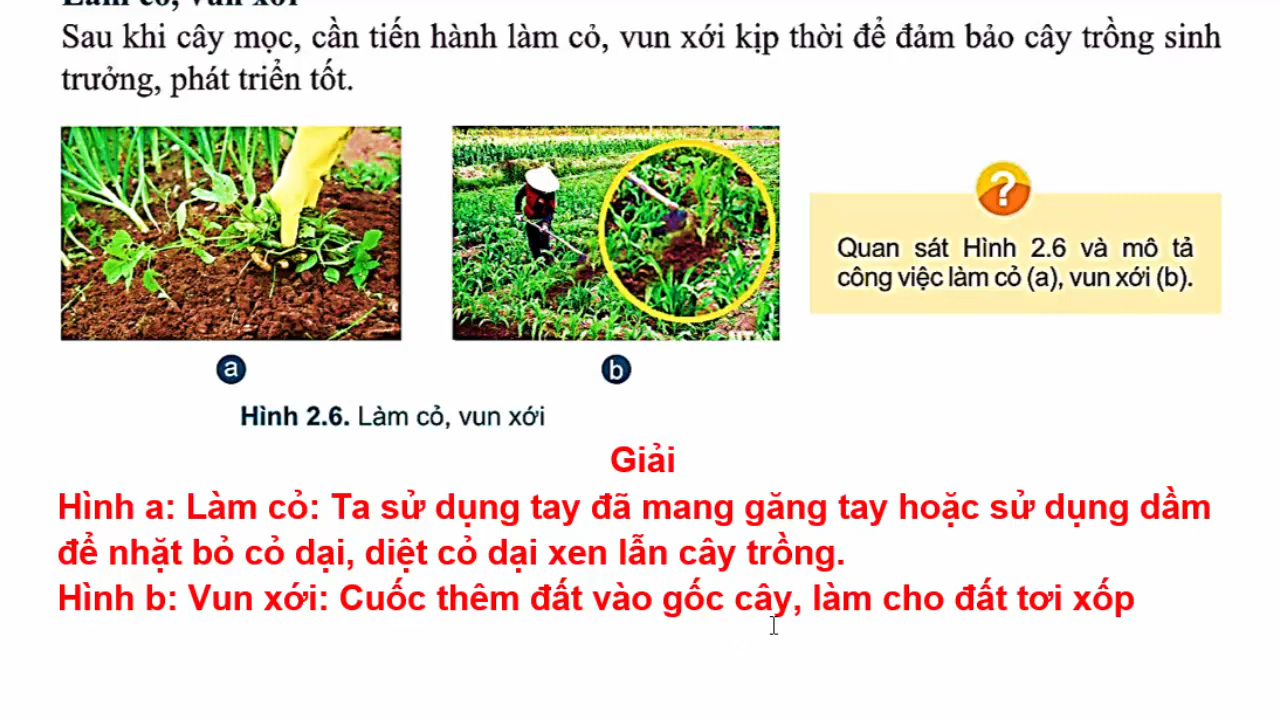 Làm cỏ, vun xới
Sau khi cây mọc, cần tiến hành làm cỏ, vun xới kịp thời để đảm bảo cây trồng sinh
trưởng, phát triển tốt.
?
Quan sát Hình 2.6 và mô tả
công việc làm cỏ (a), vun xới (b).
a
b
Hình 2.6. Làm cỏ, vun xới
Giải
Hình a: Làm cỏ: Ta sử dụng tay đã mang găng tay hoặc sử dụng dầm
để nhặt bỏ cỏ dại, diệt cỏ dại xen lẫn cây trồng.
Hình b: Vun xới: Cuốc thêm đất vào gốc cây, làm cho đất tơi xốp